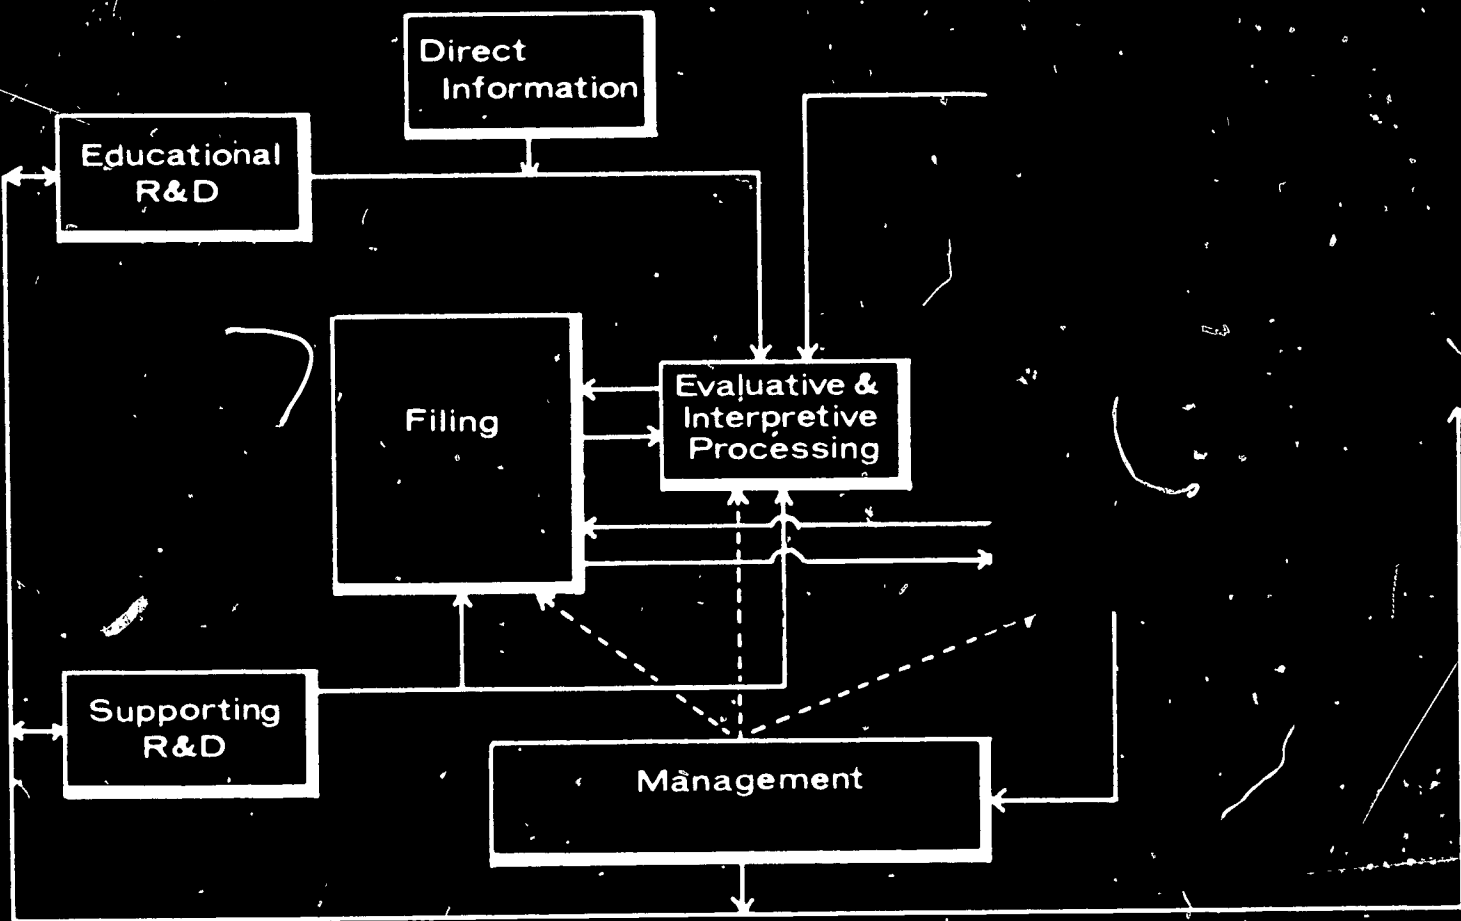 Direct
Information
Educational
R&D
Filing
Evaluative &
Interpretive
Processing
Supporting
R&D
Management